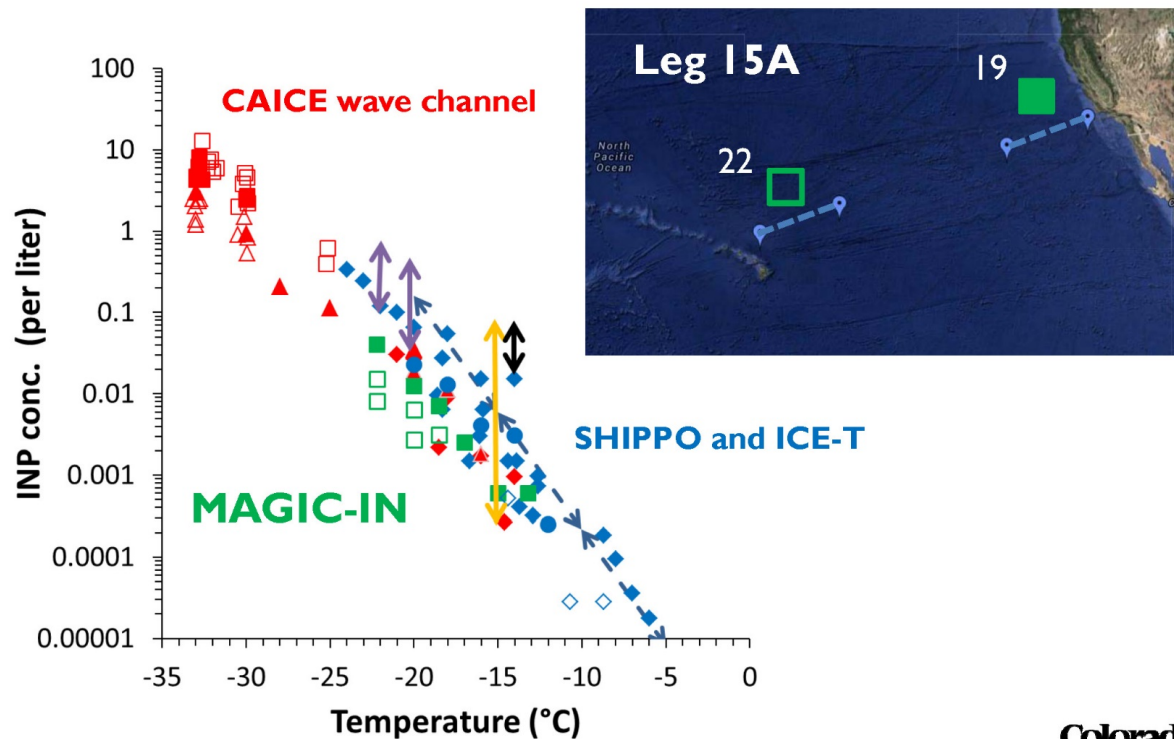 CAICE wave channel
SHIPPO and ICE-T
MAGIC-IN
INP conc. (per liter)
100
10
1
0.1
0.01
0.001
0.0001
0.00001
-35
-30
-25
-20
-15
-10
-5
0
Temperature (°C)
Leg 15A
19
22
North
Pacific
Ocean
Colorad